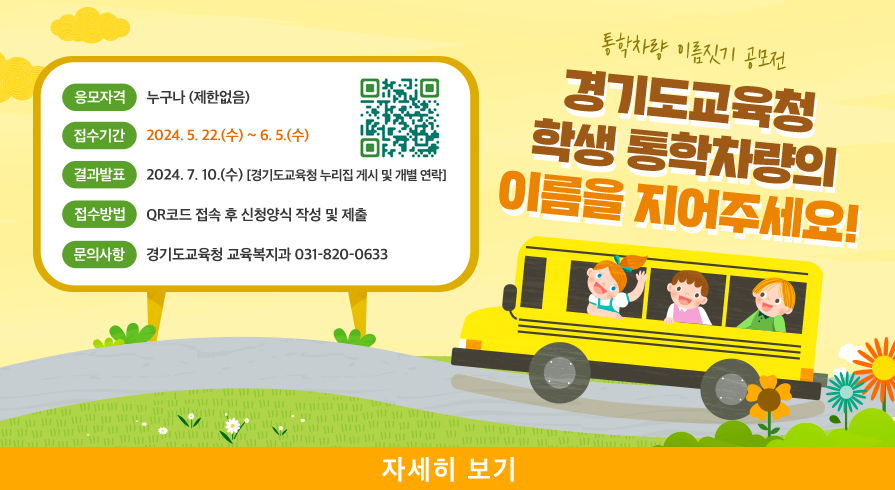 통학차량 이름짓기 공모전
경기도교육청
학생 통학차량의
이름을 지어주세요!
응모자격 누구나 (제한없음)
접수기간 2024. 5. 22.(수) ~ 6. 5.(수)
결과발표 2024. 7. 10.(수) [경기도교육청 누리집 게시 및 개별 연락]
접수방법 QR코드 접속 후 신청양식 작성 및 제출
문의사항 경기도교육청 교육복지과 031-820-0633
자세히 보기